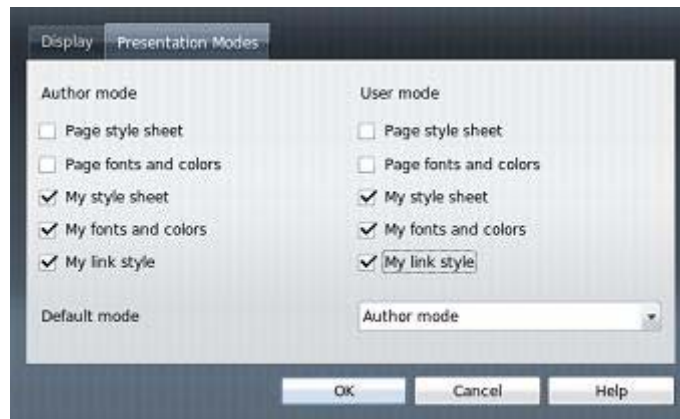 Display Presentation Modes
Author mode
Page style sheet
Page fonts and colors
My style sheet
My fonts and colors
My link style
User mode
Page style sheet
Page fonts and colors
My style sheet
My fonts and colors
My link style
Default mode Author mode
OK Cancel Help